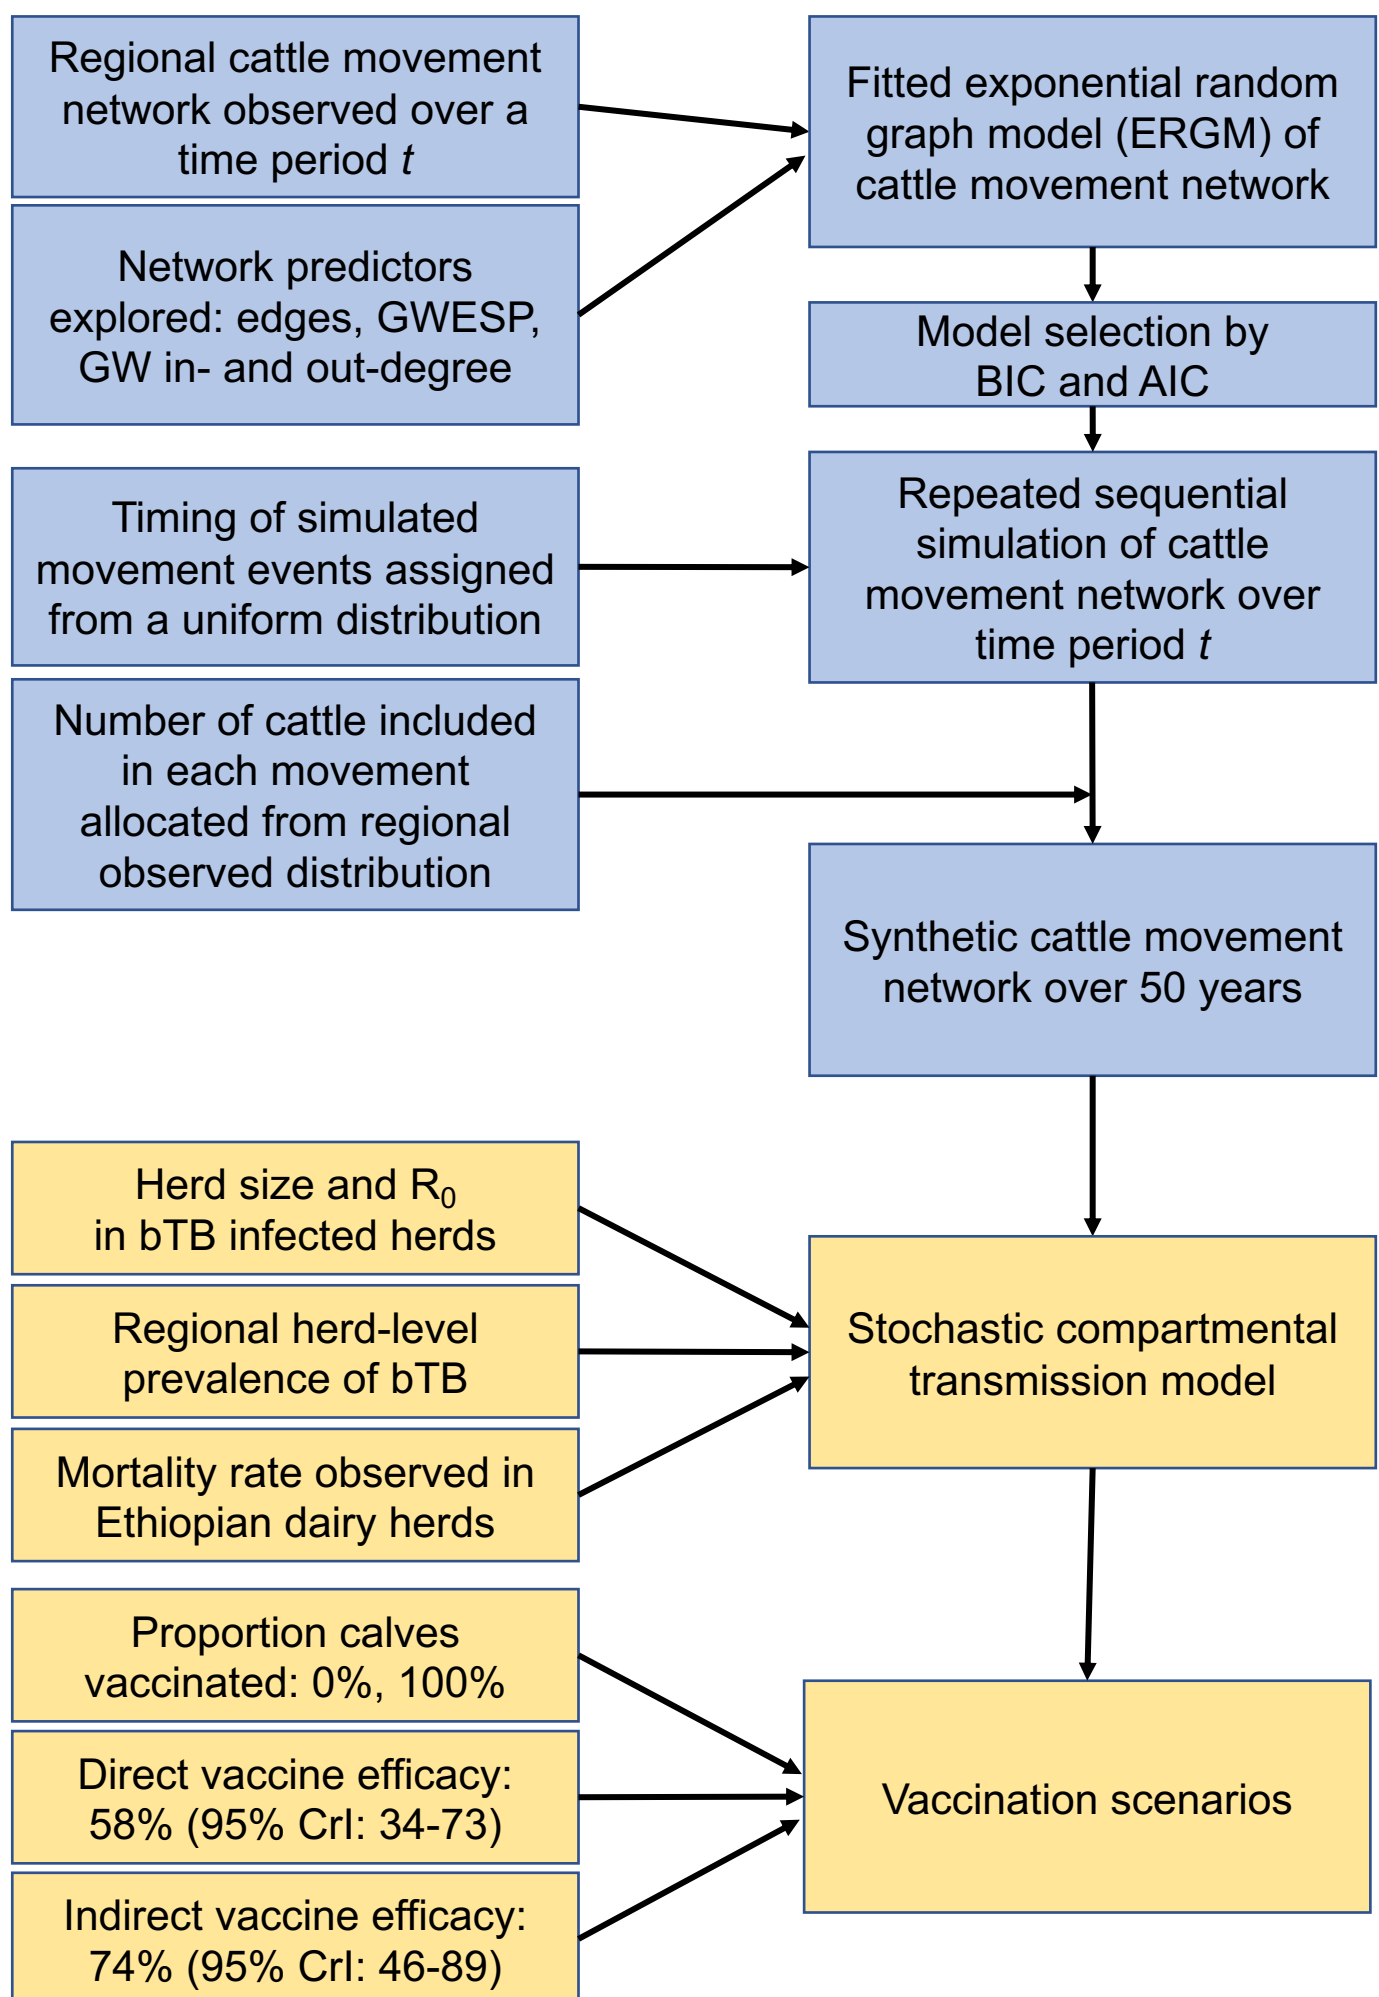 Regional cattle movement
network observed over a
time period t
Fitted exponential random
graph model (ERGM) of
cattle movement network
Network predictors
explored: edges, GWESP,
GW in- and out-degree
Model selection by
BIC and AIC
Timing of simulated
movement events assigned
from a uniform distribution
Repeated sequential
simulation of cattle
movement network over
time period t
Number of cattle included
in each movement
allocated from regional
observed distribution
Synthetic cattle movement
network over 50 years
Herd size and R₀
in bTB infected herds
Regional herd-level
prevalence of bTB
Mortality rate observed in
Ethiopian dairy herds
Stochastic compartmental
transmission model
Proportion calves
vaccinated: 0%, 100%
Direct vaccine efficacy:
58% (95% CrI: 34-73)
Indirect vaccine efficacy:
74% (95% CrI: 46-89)
Vaccination scenarios